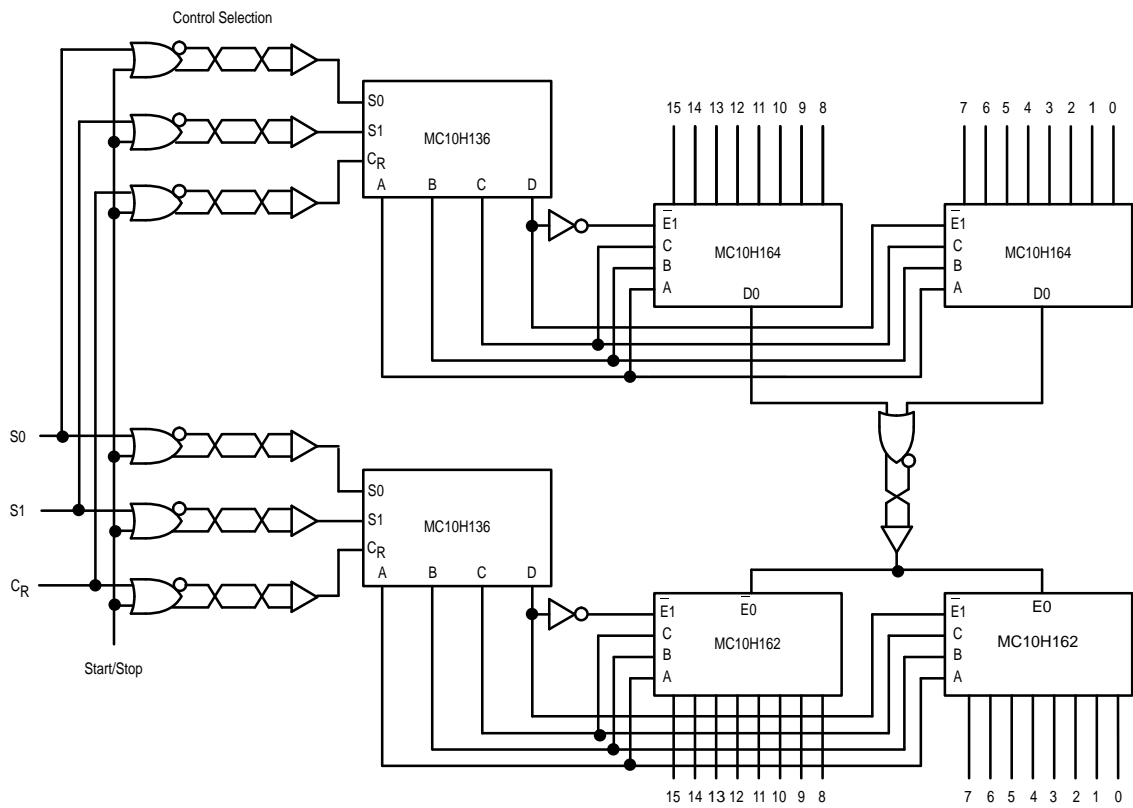 Control Selection
S0
S1
CR
MC10H136
A B C D
15 14 13 12 11 10 9 8
E1
C
B
A
MC10H164
D0
7 6 5 4 3 2 1 0
E1
C
B
A
MC10H164
D0
S0
S1
CR
Start/Stop
S0
S1
CR
MC10H136
A B C D
E1
C
B
A
E0
MC10H162
15 14 13 12 11 10 9 8
E1
C
B
A
E0
MC10H162
7 6 5 4 3 2 1 0